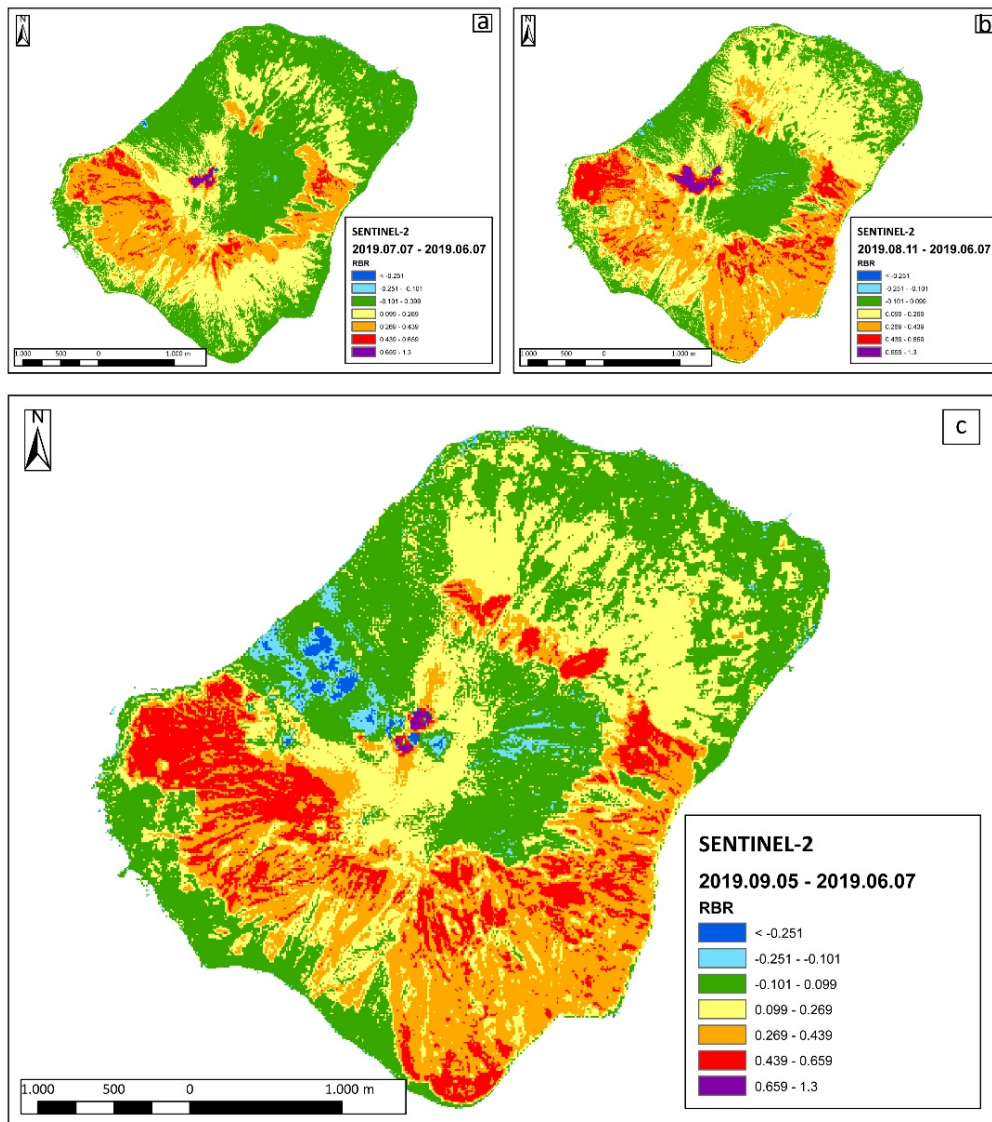 N
a
SENTINEL-2
2019.07.07 - 2019.06.07
RBR
< -0.251
-0.251 - -0.101
-0.101 - 0.099
0.099 - 0.269
0.269 - 0.439
0.439 - 0.659
0.659 - 1.3
1.000 500 0 1.000 m
N
b
SENTINEL-2
2019.08.11 - 2019.06.07
RBR
< -0.251
-0.251 - -0.101
-0.101 - 0.099
0.099 - 0.269
0.269 - 0.439
0.439 - 0.659
0.659 - 1.3
1.000 500 0 1.000 m
N
c
SENTINEL-2
2019.09.05 - 2019.06.07
RBR
< -0.251
-0.251 - -0.101
-0.101 - 0.099
0.099 - 0.269
0.269 - 0.439
0.439 - 0.659
0.659 - 1.3
1.000 500 0 1.000 m